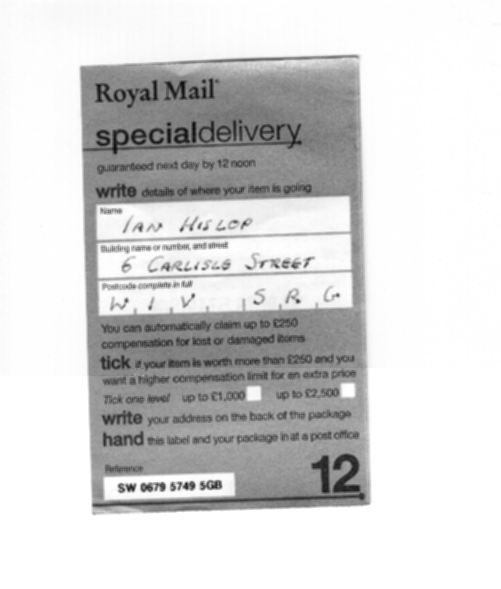 Royal Mail
specialdelivery
guaranteed next day by 12 noon
write details of where your item is going
Name
IAN HISLOP
Building name or number, and street
6 CARLISLE STREET
Postcode complete in full
W I V 5 R G
You can automatically claim up to £250
compensation for lost or damaged items
tick if your item is worth more than £250 and you
want a higher compensation limit for an extra price
Tick one level up to £1,000 up to £2,500
write your address on the back of the package
hand this label and your package in at a post office
Reference
12
SW 0679 5749 5GB